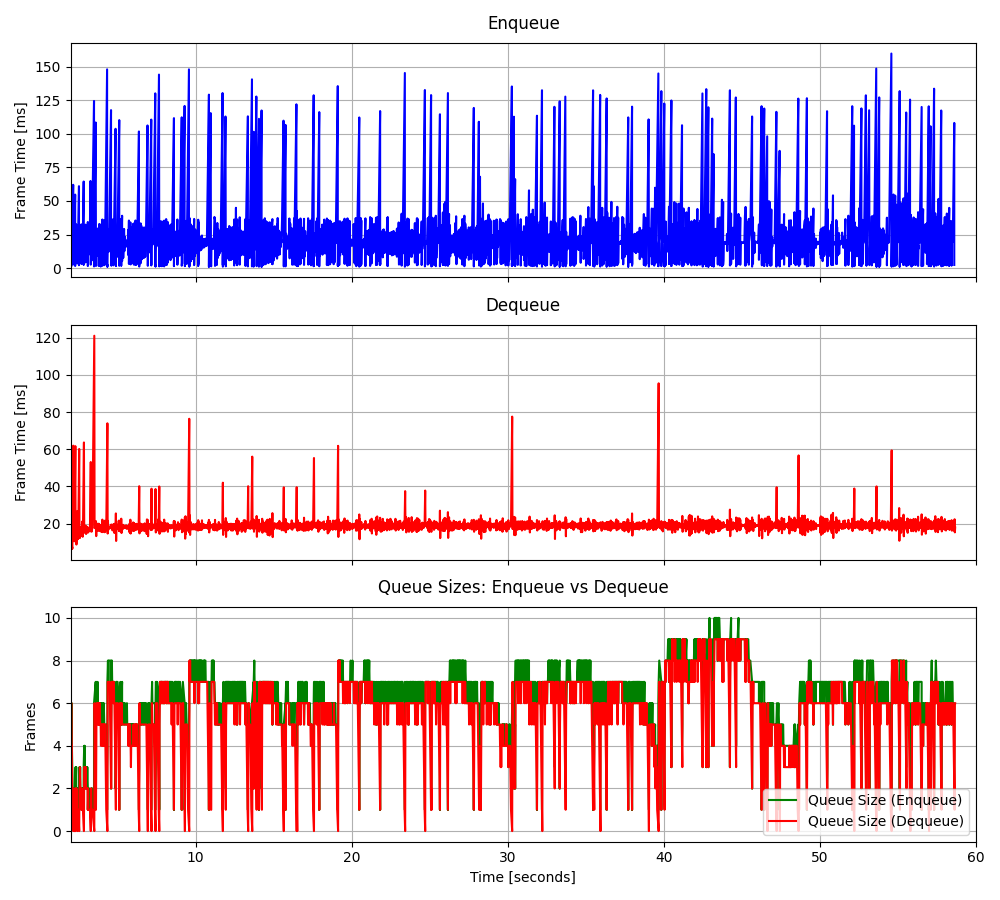 Enqueue
Frame Time [ms]
150
125
100
75
50
25
0
Dequeue
Frame Time [ms]
120
100
80
60
40
20
Queue Sizes: Enqueue vs Dequeue
Frames
10
8
6
4
2
0
Queue Size (Enqueue)
Queue Size (Dequeue)
10 20 30 40 50 60
Time [seconds]